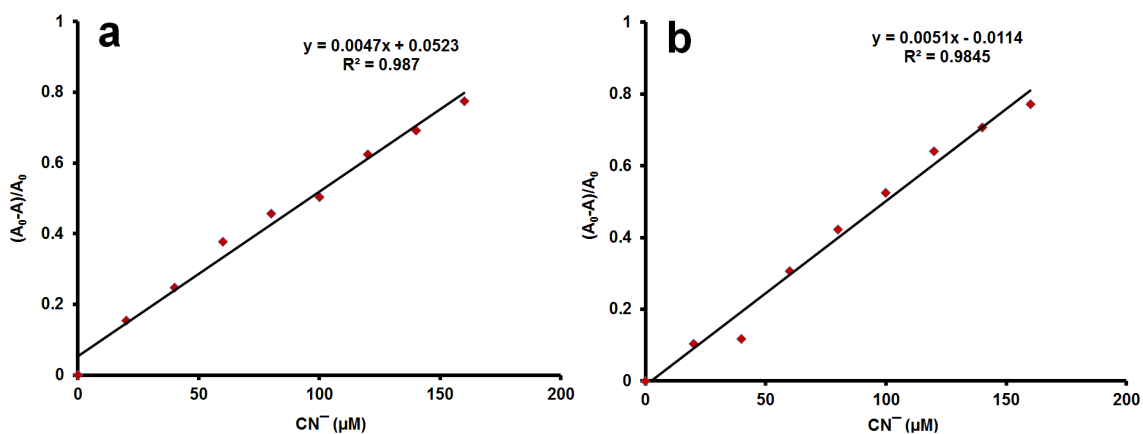 a
y = 0.0047x + 0.0523
R² = 0.987
1
0.8
0.6
0.4
0.2
0
(A₀-A)/A₀
0 50 100 150 200
CN¯ (µM)
b
y = 0.0051x - 0.0114
R² = 0.9845
1
0.8
0.6
0.4
0.2
0
(A₀-A)/A₀
0 50 100 150 200
CN¯ (µM)